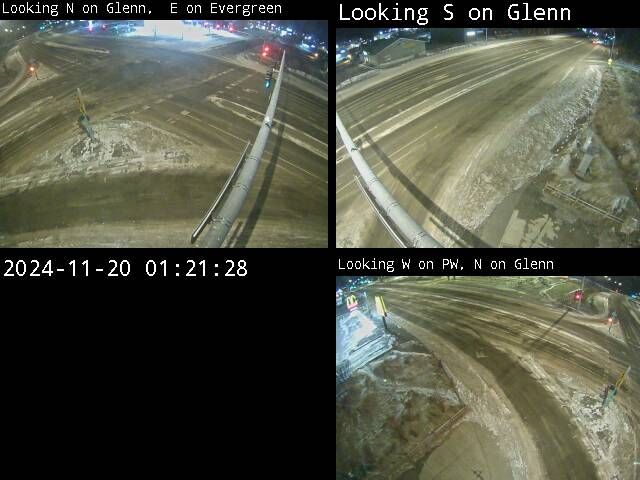 Looking N on Glenn,  E on Evergreen
Looking S on Glenn
2024-11-20 01:21:28
Looking W on PW, N on Glenn